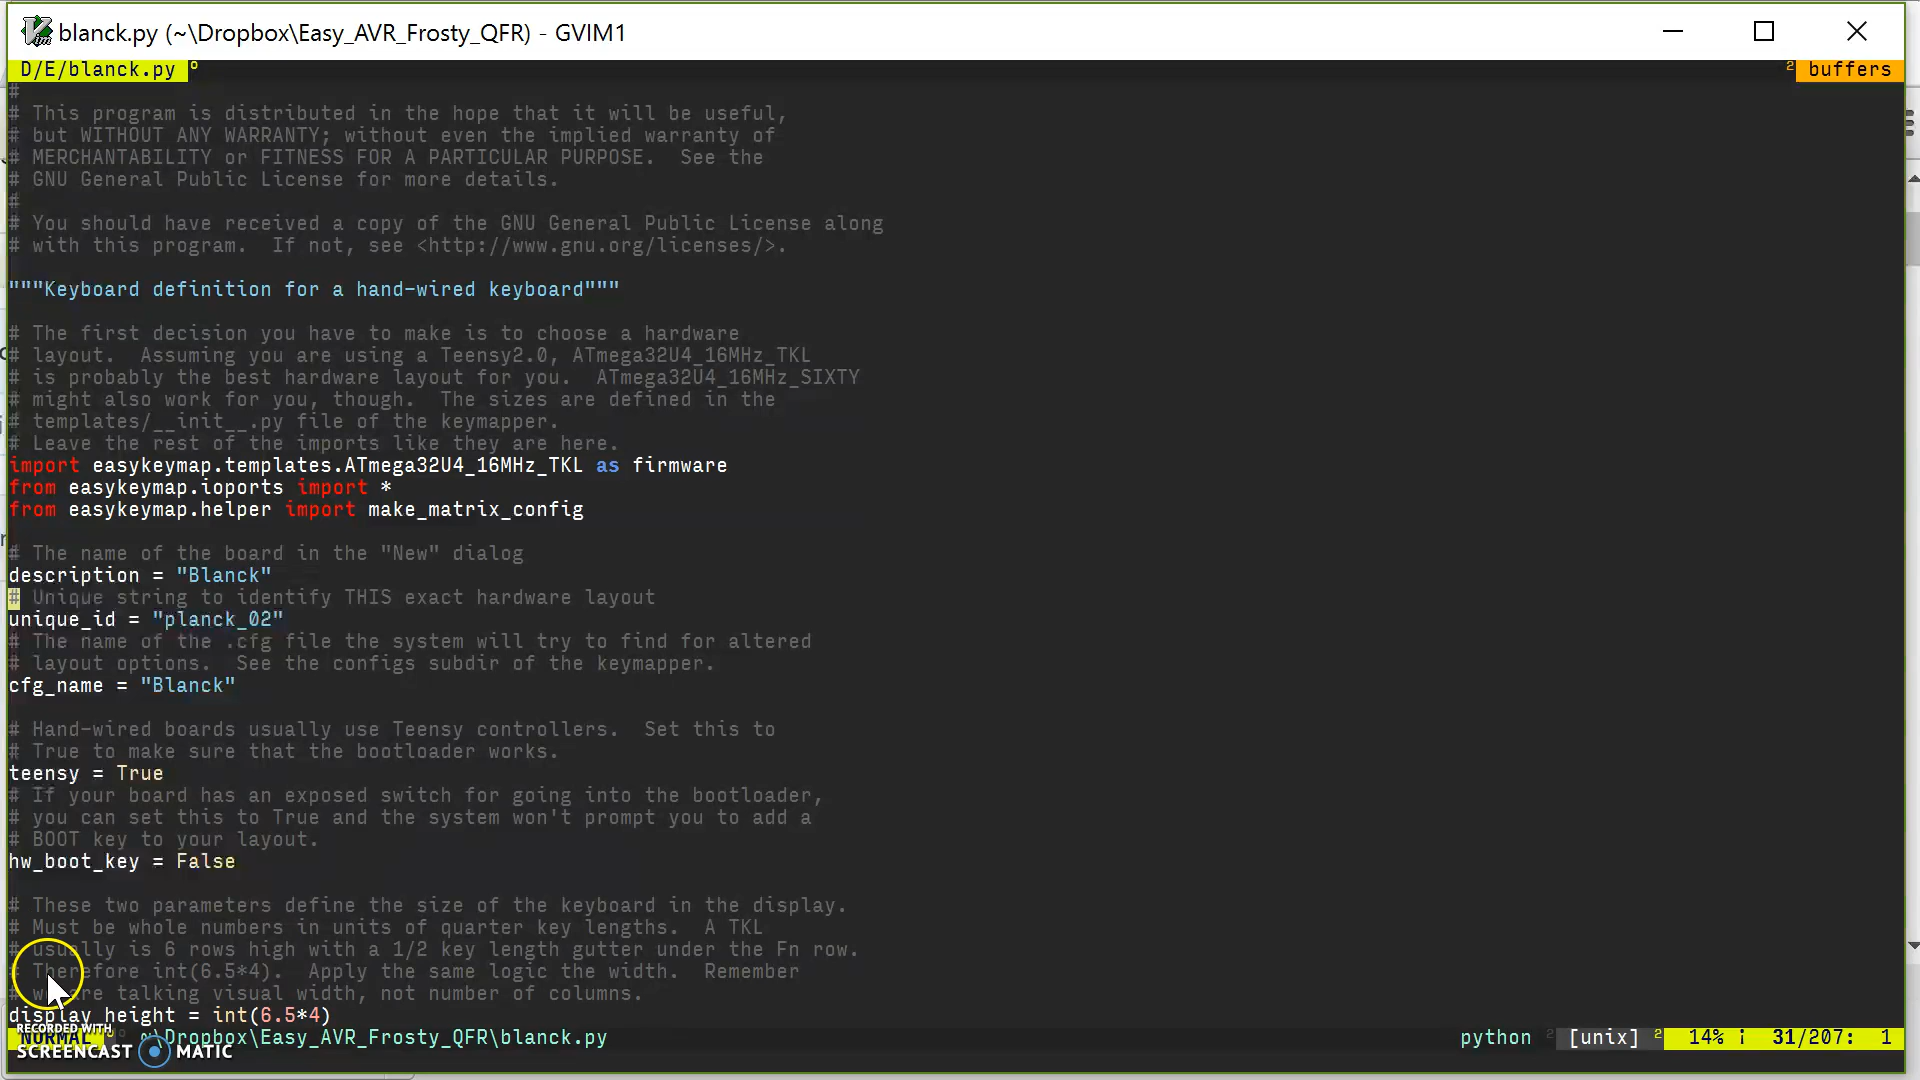 blanck.py (~\Dropbox\Easy_AVR_Frosty_QFR) - GVIM1
D/E/blanck.py
2 buffers
#
# This program is distributed in the hope that it will be useful,
# but WITHOUT ANY WARRANTY; without even the implied warranty of
# MERCHANTABILITY or FITNESS FOR A PARTICULAR PURPOSE.  See the
# GNU General Public License for more details.
#
# You should have received a copy of the GNU General Public License along
# with this program.  If not, see <http://www.gnu.org/licenses/>.
"""Keyboard definition for a hand-wired keyboard"""
# The first decision you have to make is to choose a hardware
# layout.  Assuming you are using a Teensy2.0, ATmega32U4_16MHz_TKL
# is probably the best hardware layout for you.  ATmega32U4_16MHz_SIXTY
# might also work for you, though.  The sizes are defined in the
# templates/__init__.py file of the keymapper.
# Leave the rest of the imports like they are here.
import easykeymap.templates.ATmega32U4_16MHz_TKL as firmware
from easykeymap.ioports import *
from easykeymap.helper import make_matrix_config
# The name of the board in the "New" dialog
description = "Blanck"
# Unique string to identify THIS exact hardware layout
unique_id = "planck_02"
# The name of the .cfg file the system will try to find for altered
# layout options.  See the configs subdir of the keymapper.
cfg_name = "Blanck"
# Hand-wired boards usually use Teensy controllers.  Set this to
# True to make sure that the bootloader works.
teensy = True
# If your board has an exposed switch for going into the bootloader,
# you can set this to True and the system won't prompt you to add a
# BOOT key to your layout.
hw_boot_key = False
# These two parameters define the size of the keyboard in the display.
# Must be whole numbers in units of quarter key lengths.  A TKL
# usually is 6 rows high with a 1/2 key length gutter under the Fn row.
# Therefore int(6.5*4).  Apply the same logic the width.  Remember
# we are talking visual width, not number of columns.
display_height = int(6.5*4)
NORMAL ~\Dropbox\Easy_AVR_Frosty_QFR\blanck.py python 2 [unix] 2 14% 31/207: 1
RECORDED WITH
SCREENCAST MATIC